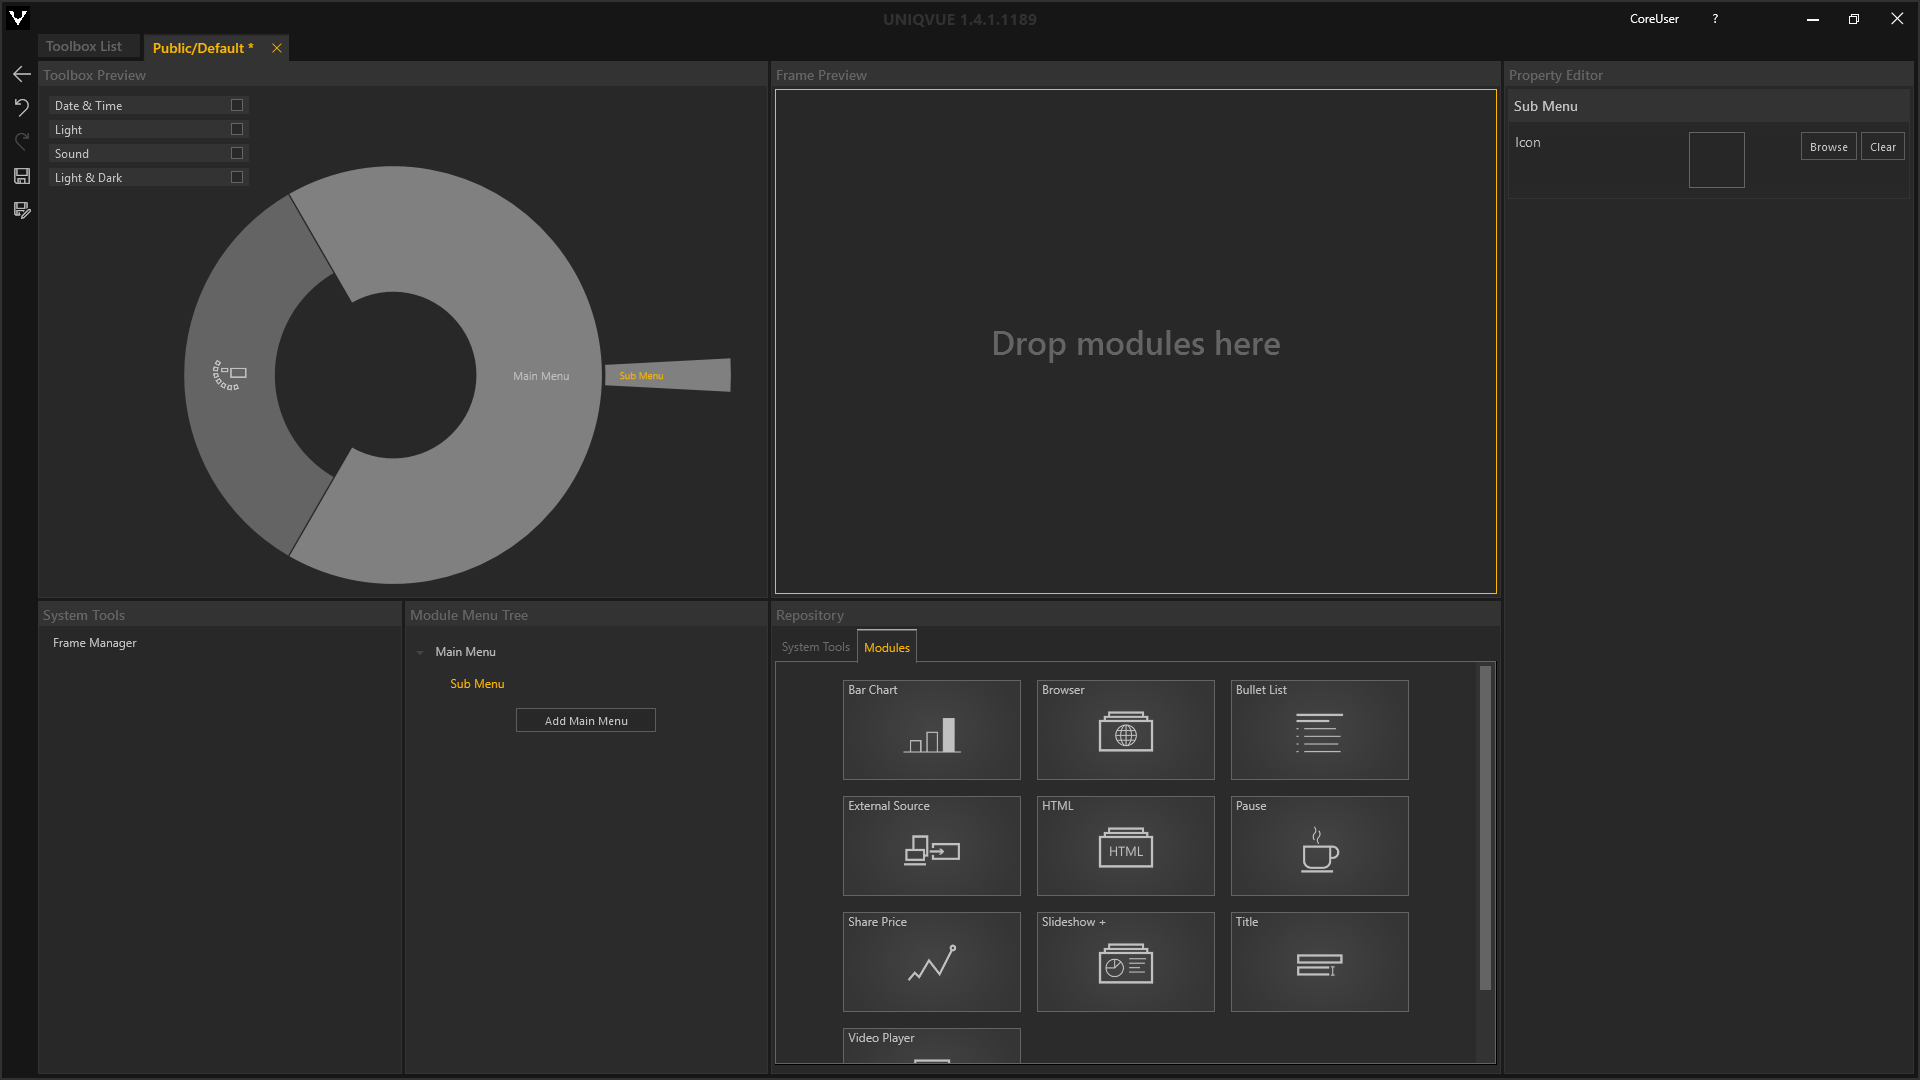 UNIQVUE 1.4.1.1189
CoreUser
?
Toolbox List
Public/Default *
Toolbox Preview
Date & Time
Light
Sound
Light & Dark
Main Menu
Sub Menu
Frame Preview
Drop modules here
Property Editor
Sub Menu
Icon
Browse
Clear
System Tools
Frame Manager
Module Menu Tree
Main Menu
Sub Menu
Add Main Menu
Repository
System Tools
Modules
Bar Chart
Browser
Bullet List
External Source
HTML
HTML
Pause
Share Price
Slideshow +
Title
Video Player